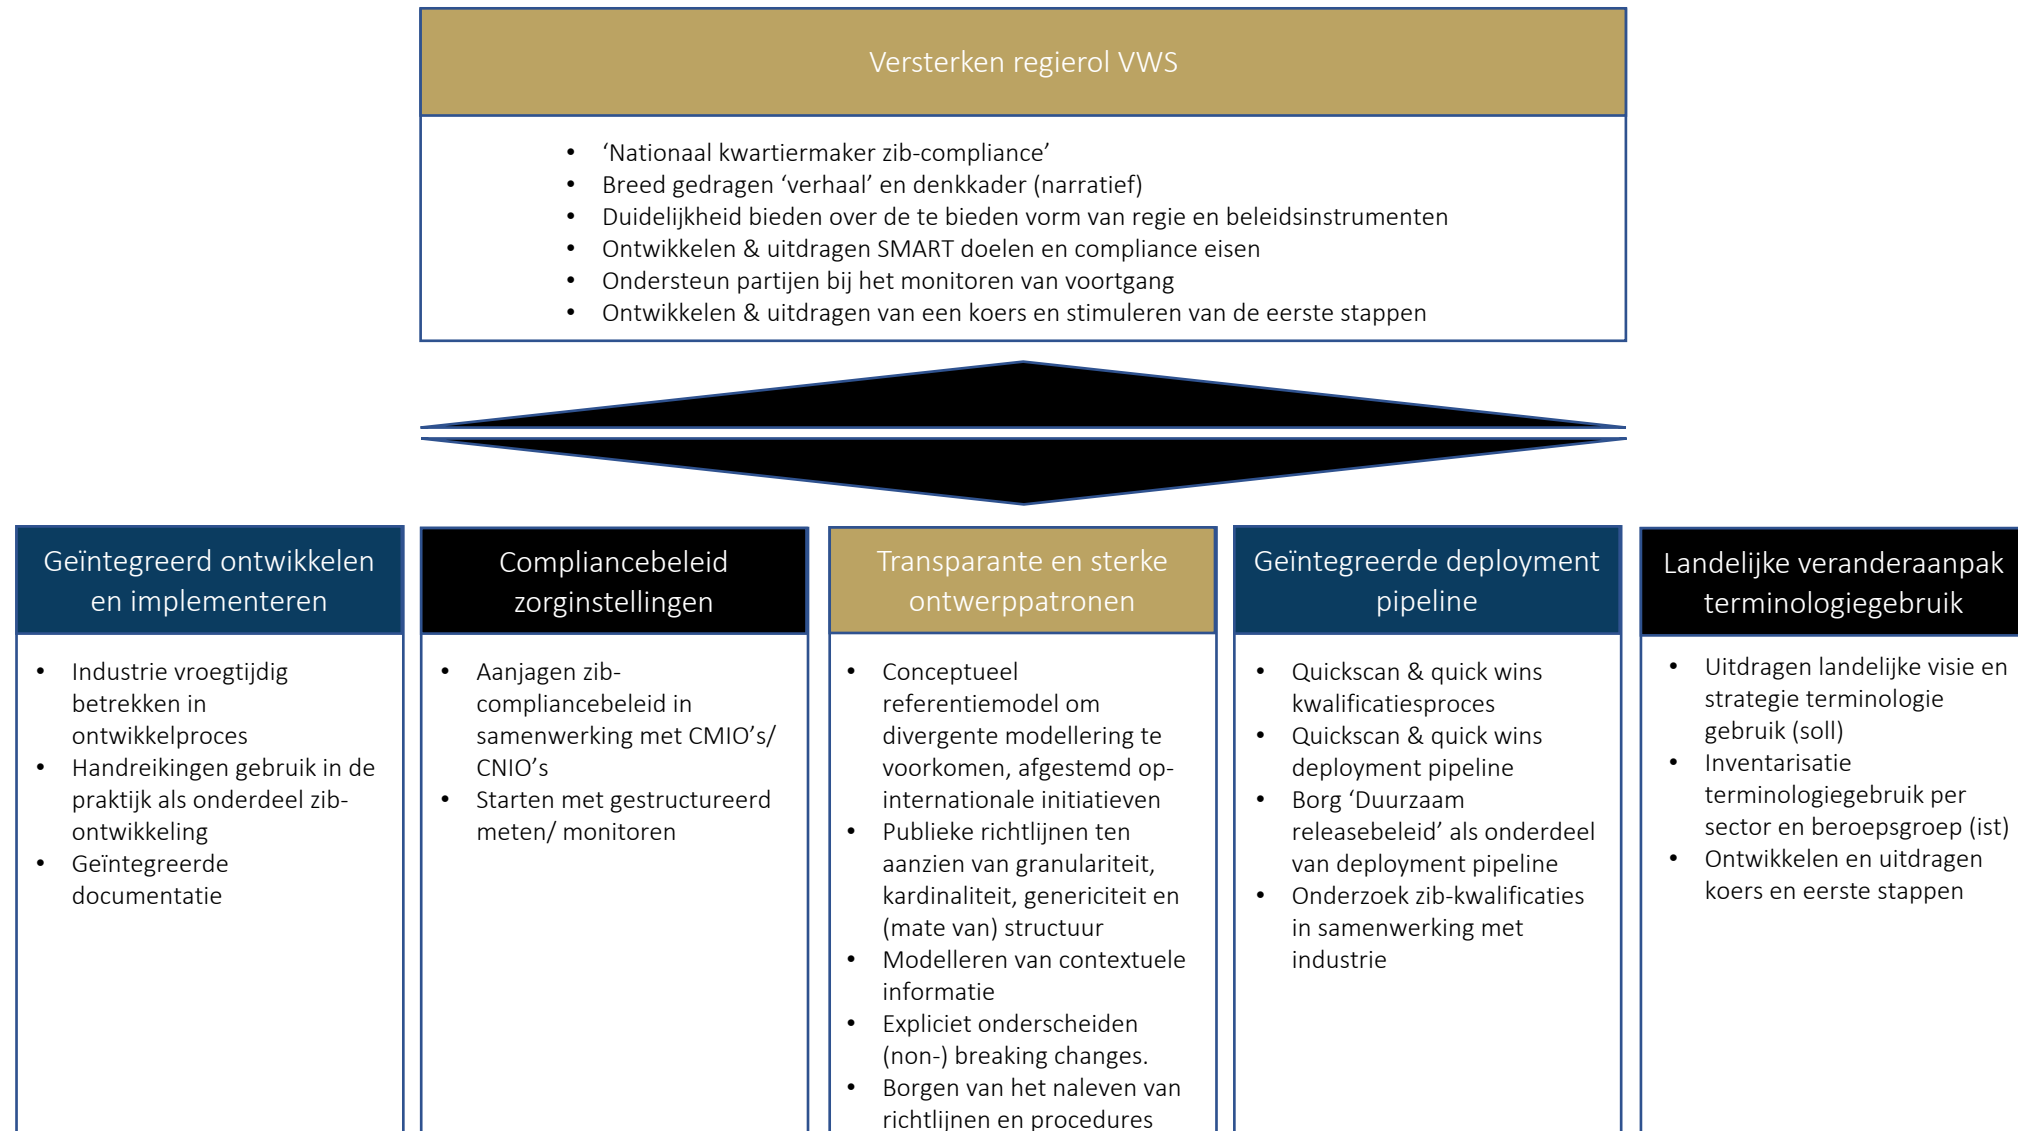 Versterken regierol VWS
• ‘Nationaal kwartiermaker zib-compliance’
• Breed gedragen ‘verhaal’ en denkkader (narratief)
• Duidelijkheid bieden over de te bieden vorm van regie en beleidsinstrumenten
• Ontwikkelen & uitdragen SMART doelen en compliance eisen
• Ondersteun partijen bij het monitoren van voortgang
• Ontwikkelen & uitdragen van een koers en stimuleren van de eerste stappen
Geïntegreerd ontwikkelen
en implementeren
• Industrie vroegtijdig
betrekken in
ontwikkelproces
• Handreikingen gebruik in de
praktijk als onderdeel zib-
ontwikkeling
• Geïntegreerde
documentatie
Compliancebeleid
zorginstellingen
• Aanjagen zib-
compliancebeleid in
samenwerking met CMIO’s/
CNIO’s
• Starten met gestructureerd
meten/ monitoren
Transparante en sterke
ontwerppatronen
• Conceptueel
referentiemodel om
divergente modellering te
voorkomen, afgestemd op-
internationale initiatieven
• Publieke richtlijnen ten
aanzien van granulariteit,
kardinaliteit, genericiteit en
(mate van) structuur
• Modelleren van contextuele
informatie
• Expliciet onderscheiden
(non-) breaking changes.
• Borgen van het naleven van
richtlijnen en procedures
Geïntegreerde deployment
pipeline
• Quickscan & quick wins
kwalificatiesproces
• Quickscan & quick wins
deployment pipeline
• Borg ‘Duurzaam
releasebeleid’ als onderdeel
van deployment pipeline
• Onderzoek zib-kwalificaties
in samenwerking met
industrie
Landelijke veranderaanpak
terminologiegebruik
• Uitdragen landelijke visie en
strategie terminologie
gebruik (soll)
• Inventarisatie
terminologiegebruik per
sector en beroepsgroep (ist)
• Ontwikkelen en uitdragen
koers en eerste stappen